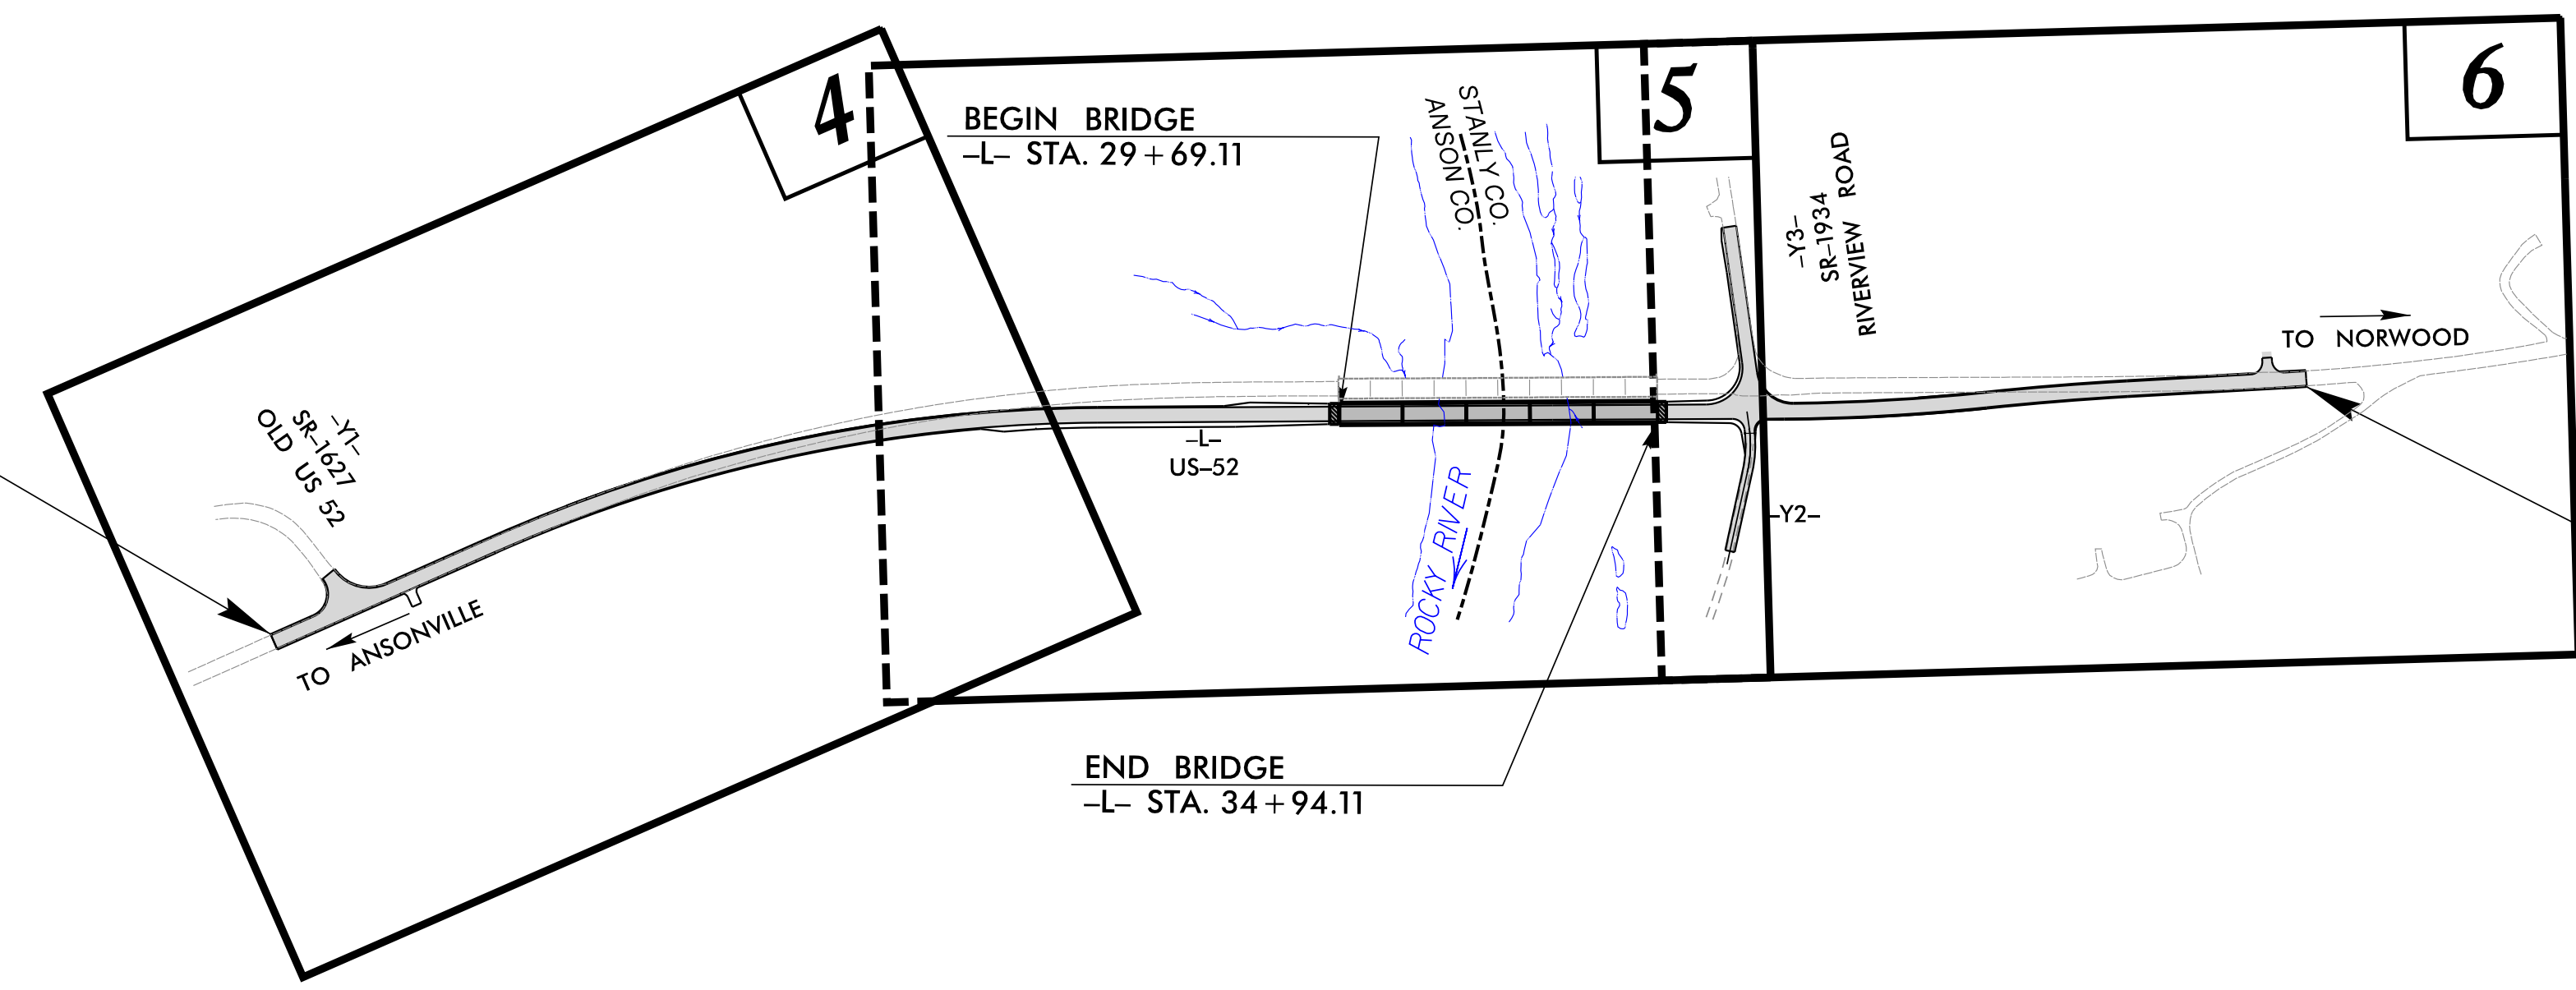 4
5
6
BEGIN BRIDGE
–L– STA. 29+69.11
STANLY CO.
ANSON CO.
–Y3–
SR–1934
RIVERVIEW ROAD
TO NORWOOD
–Y1–
SR–1627
OLD US 52
–L–
US–52
ROCKY RIVER
–Y2–
TO ANSONVILLE
END BRIDGE
–L– STA. 34+94.11